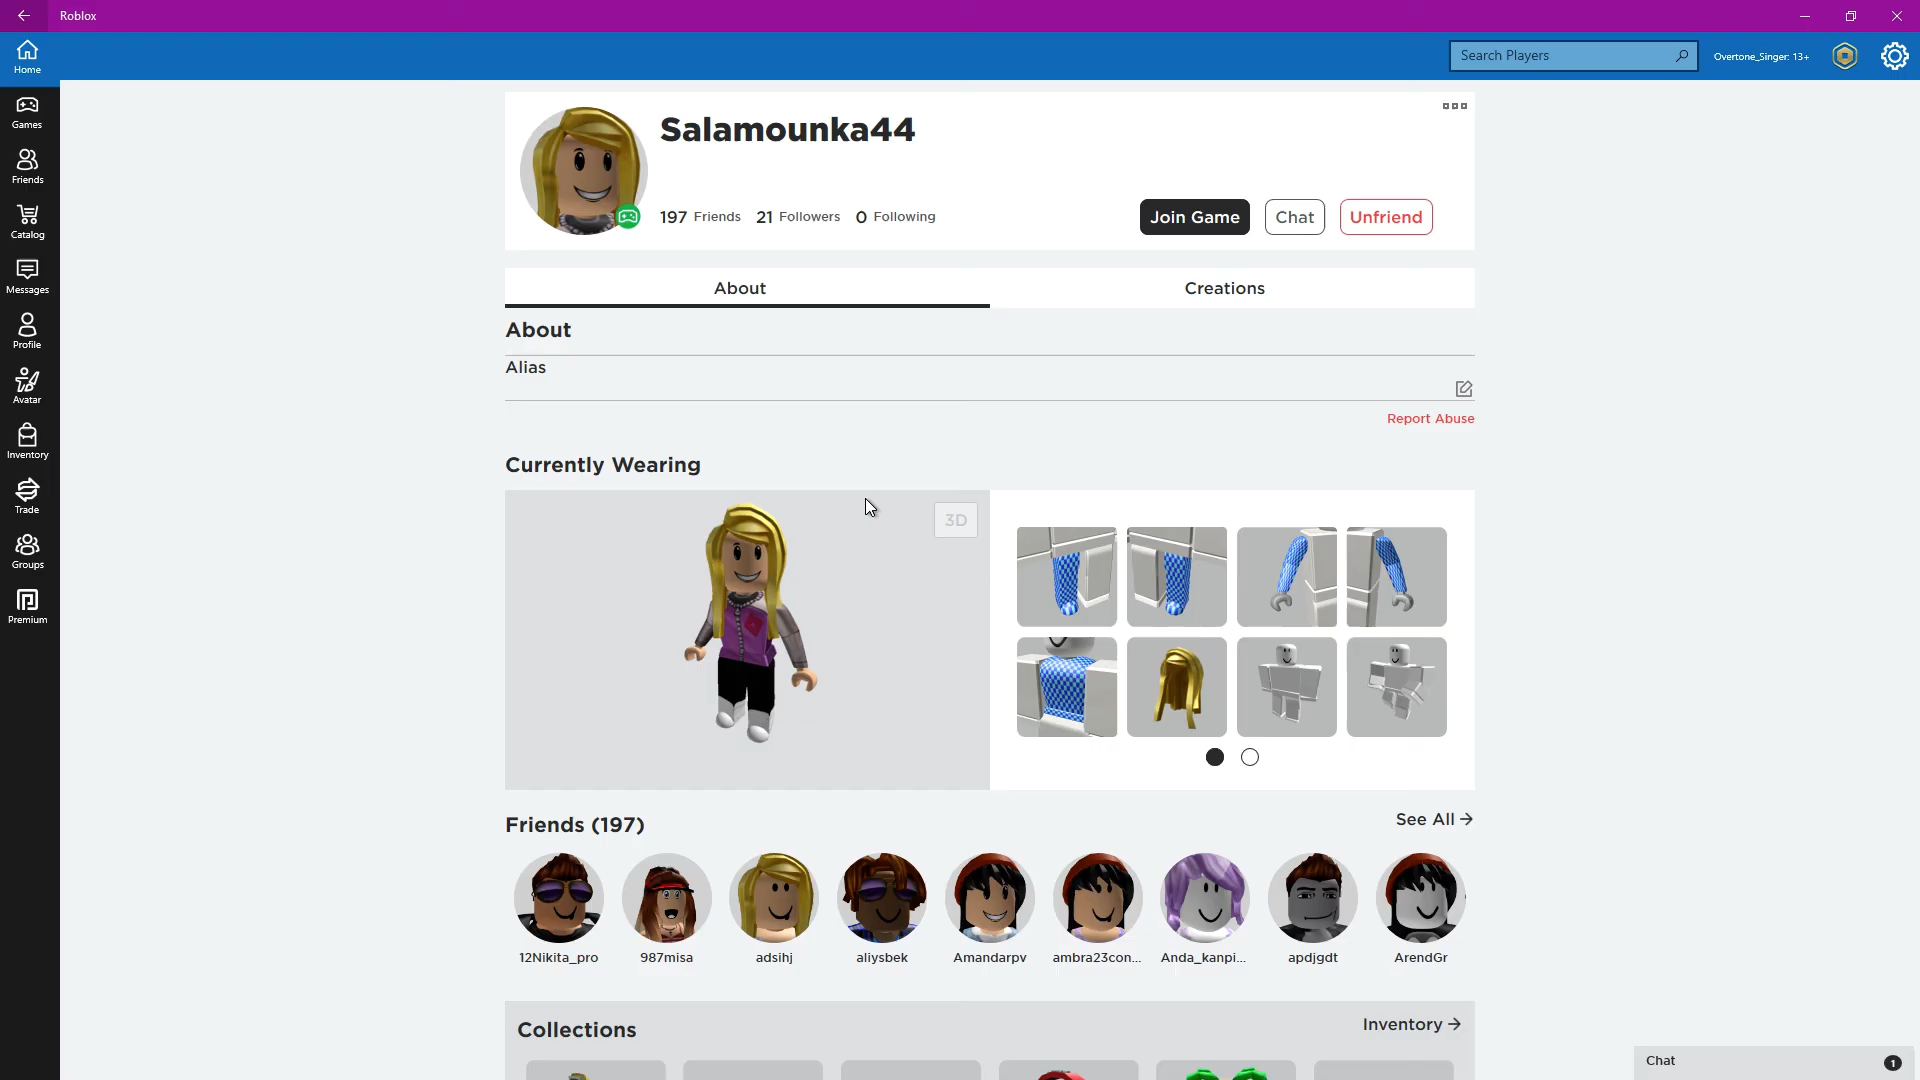 Roblox
Home
Search Players
Overtone_Singer: 13+
Games
Friends
Catalog
Messages
Profile
Avatar
Inventory
Trade
Groups
Premium
Salamounka44
197 Friends 21 Followers 0 Following
Join Game
Chat
Unfriend
About
Creations
About
Alias
Report Abuse
Currently Wearing
3D
Friends (197)
See All
12Nikita_pro
987misa
adsihj
aliysbek
Amandarpv
ambra23con...
Anda_kanpi...
apdjgdt
ArendGr
Collections
Inventory
Chat
1